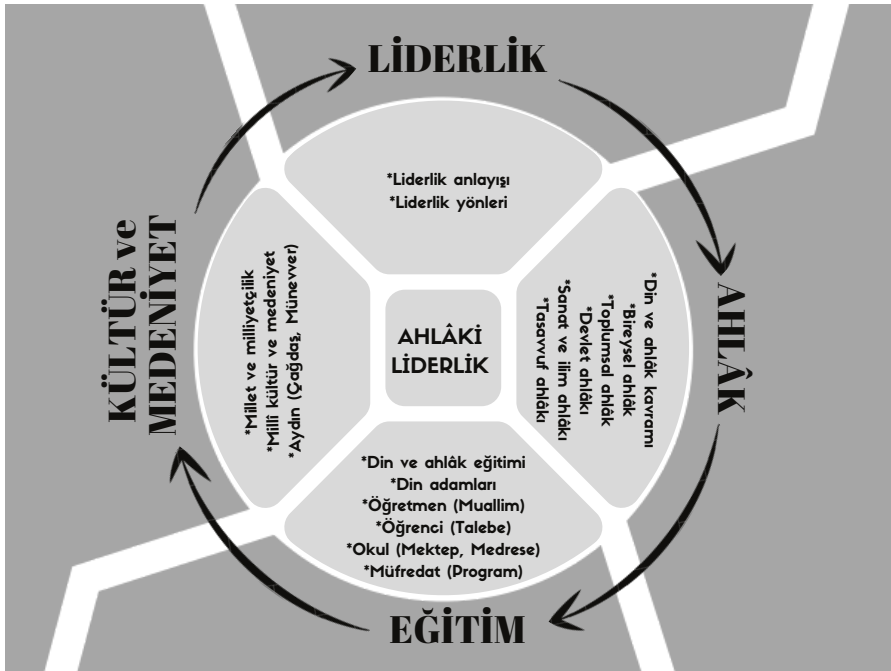 LİDERLİK
*Liderlik anlayışı
*Liderlik yönleri
AHLÂK
*Din ve ahlâk kavramı
*Bireysel ahlâk
*Toplumsal ahlâk
*Devlet ahlâkı
*Sanat ve ilim ahlâkı
*Tasavvuf ahlâkı
EĞİTİM
*Din ve ahlâk eğitimi
*Din adamları
*Öğretmen (Muallim)
*Öğrenci (Talebe)
*Okul (Mektep, Medrese)
*Müfredat (Program)
KÜLTÜR ve
MEDENİYET
*Millet ve milliyetçilik
*Millî kültür ve medeniyet
*Aydın (Çağdaş, Münevver)
AHLÂKİ
LİDERLİK